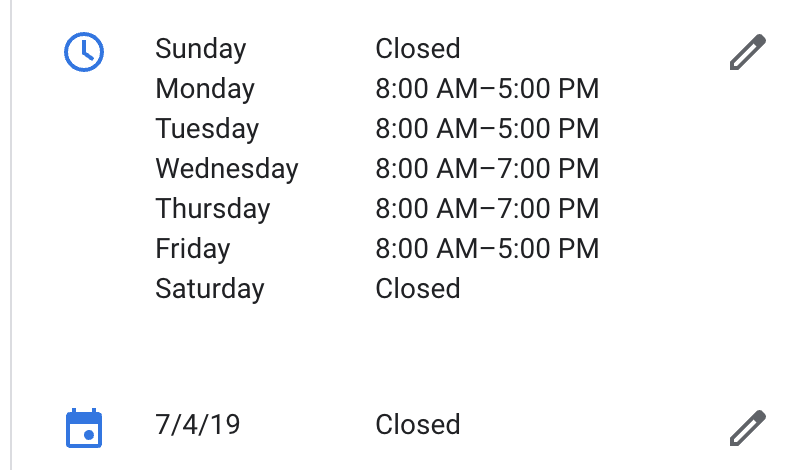 Sunday Closed
Monday 8:00 AM–5:00 PM
Tuesday 8:00 AM–5:00 PM
Wednesday 8:00 AM–7:00 PM
Thursday 8:00 AM–7:00 PM
Friday 8:00 AM–5:00 PM
Saturday Closed
7/4/19 Closed